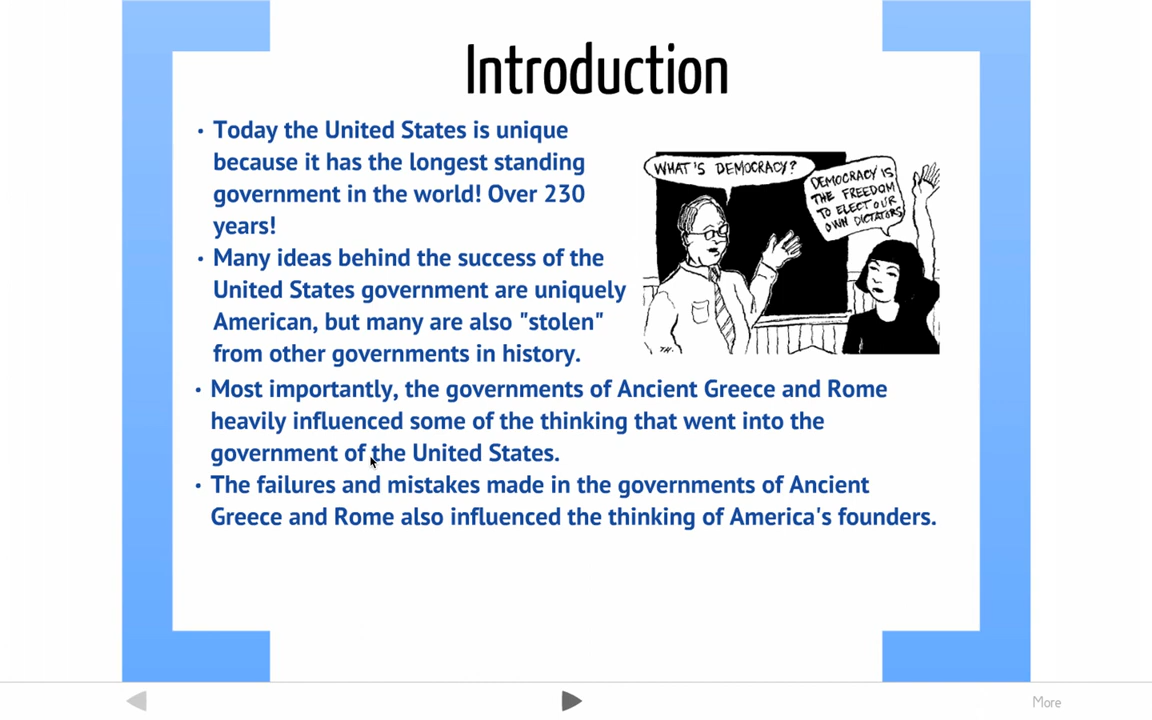 Introduction
• Today the United States is unique
because it has the longest standing
government in the world! Over 230
years!
• Many ideas behind the success of the
United States government are uniquely
American, but many are also "stolen"
from other governments in history.
WHAT'S DEMOCRACY?
DEMOCRACY IS
THE FREEDOM
TO ELECT OUR
OWN DICTATORS
T.H.
• Most importantly, the governments of Ancient Greece and Rome
heavily influenced some of the thinking that went into the
government of the United States.
• The failures and mistakes made in the governments of Ancient
Greece and Rome also influenced the thinking of America's founders.
More